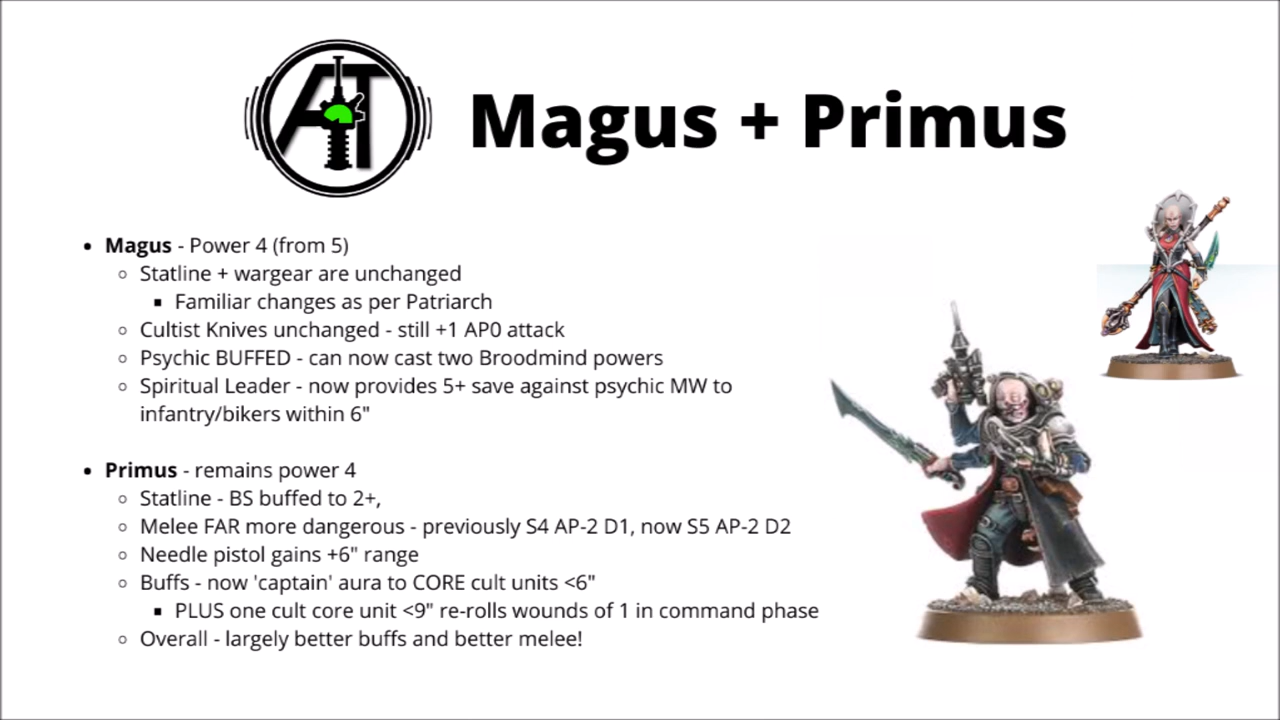 AT
Magus + Primus
• Magus - Power 4 (from 5)
○ Statline + wargear are unchanged
▪ Familiar changes as per Patriarch
○ Cultist Knives unchanged - still +1 AP0 attack
○ Psychic BUFFED - can now cast two Broodmind powers
○ Spiritual Leader - now provides 5+ save against psychic MW to
infantry/bikers within 6"
• Primus - remains power 4
○ Statline - BS buffed to 2+,
○ Melee FAR more dangerous - previously S4 AP-2 D1, now S5 AP-2 D2
○ Needle pistol gains +6" range
○ Buffs - now 'captain' aura to CORE cult units <6"
▪ PLUS one cult core unit <9" re-rolls wounds of 1 in command phase
○ Overall - largely better buffs and better melee!